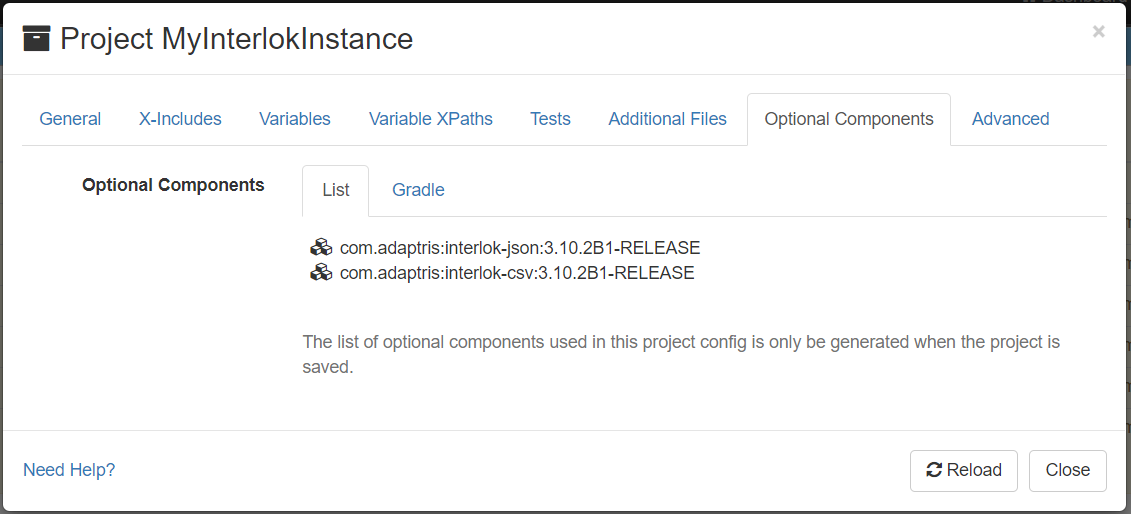 Project MyInterlokInstance ×
General X-Includes Variables Variable XPaths Tests Additional Files Optional Components Advanced
Optional Components List Gradle
com.adaptris:interlok-json:3.10.2B1-RELEASE
com.adaptris:interlok-csv:3.10.2B1-RELEASE
The list of optional components used in this project config is only be generated when the project is
saved.
Need Help? Reload Close